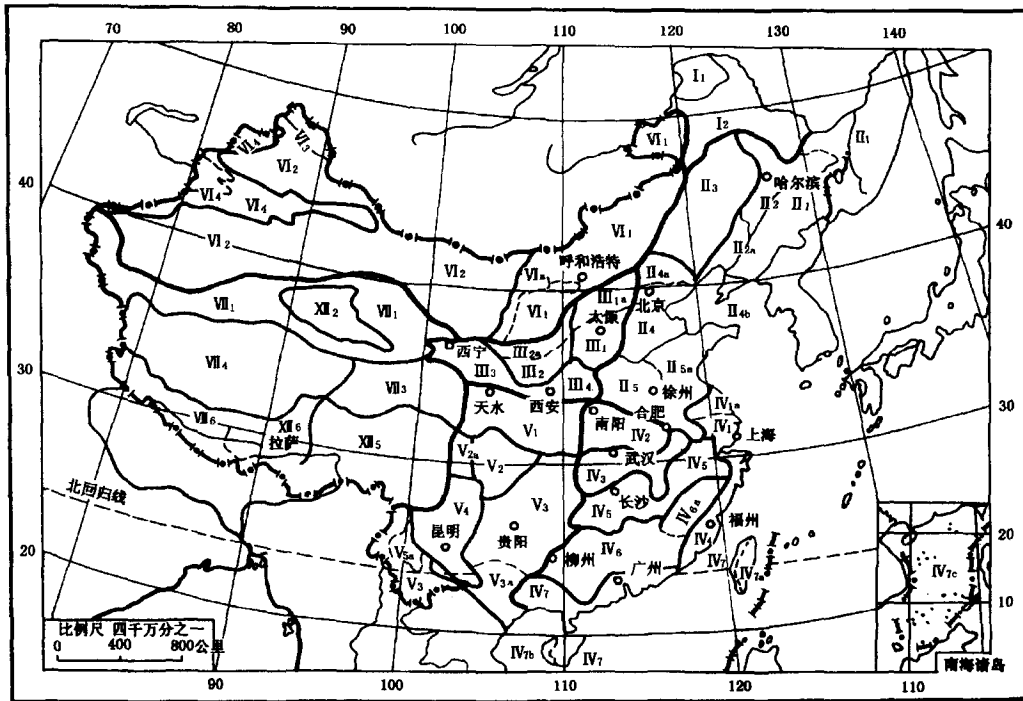 70 80 90 100 110 120 130 140
I₁
I₂
II₁
VI₁
VI₄ VI₃
VI₂
II₃
哈尔滨
II₂ II₁
40
VI₄
VI₄
VI₁
II₂ₐ
40
VI₂
VI₂
VIₐ
呼和浩特
II₄ₐ
III₁ₐ 北京
太原
II₄ II₄b
VII₁
XII₂
VII₁
VI₁
III₁
西宁 III₂ₐ
III₃ III₂
II₅ₐ
30
VII₄
VII₃
III₄
II₅ 徐州
天水 西安
IV₁ₐ
30
VII₆
XII₆
拉萨
XII₅
V₁
南阳 合肥
IV₂
IV₁
上海
V₂ₐ V₂
武汉
IV₃
IV₅
北回归线
V₄
V₃
长沙
IV₅
IV₆ₐ
昆明
贵阳
福州
IV₄
20
V₅ₐ
柳州
IV₆
广州
IV₇ IV₇ₐ
20
V₃
V₃ₐ
IV₇
IV₇c
10
比例尺 四千万分之一
0 400 800公里
IV₇b IV₇
南海诸岛
90 100 110 120 110